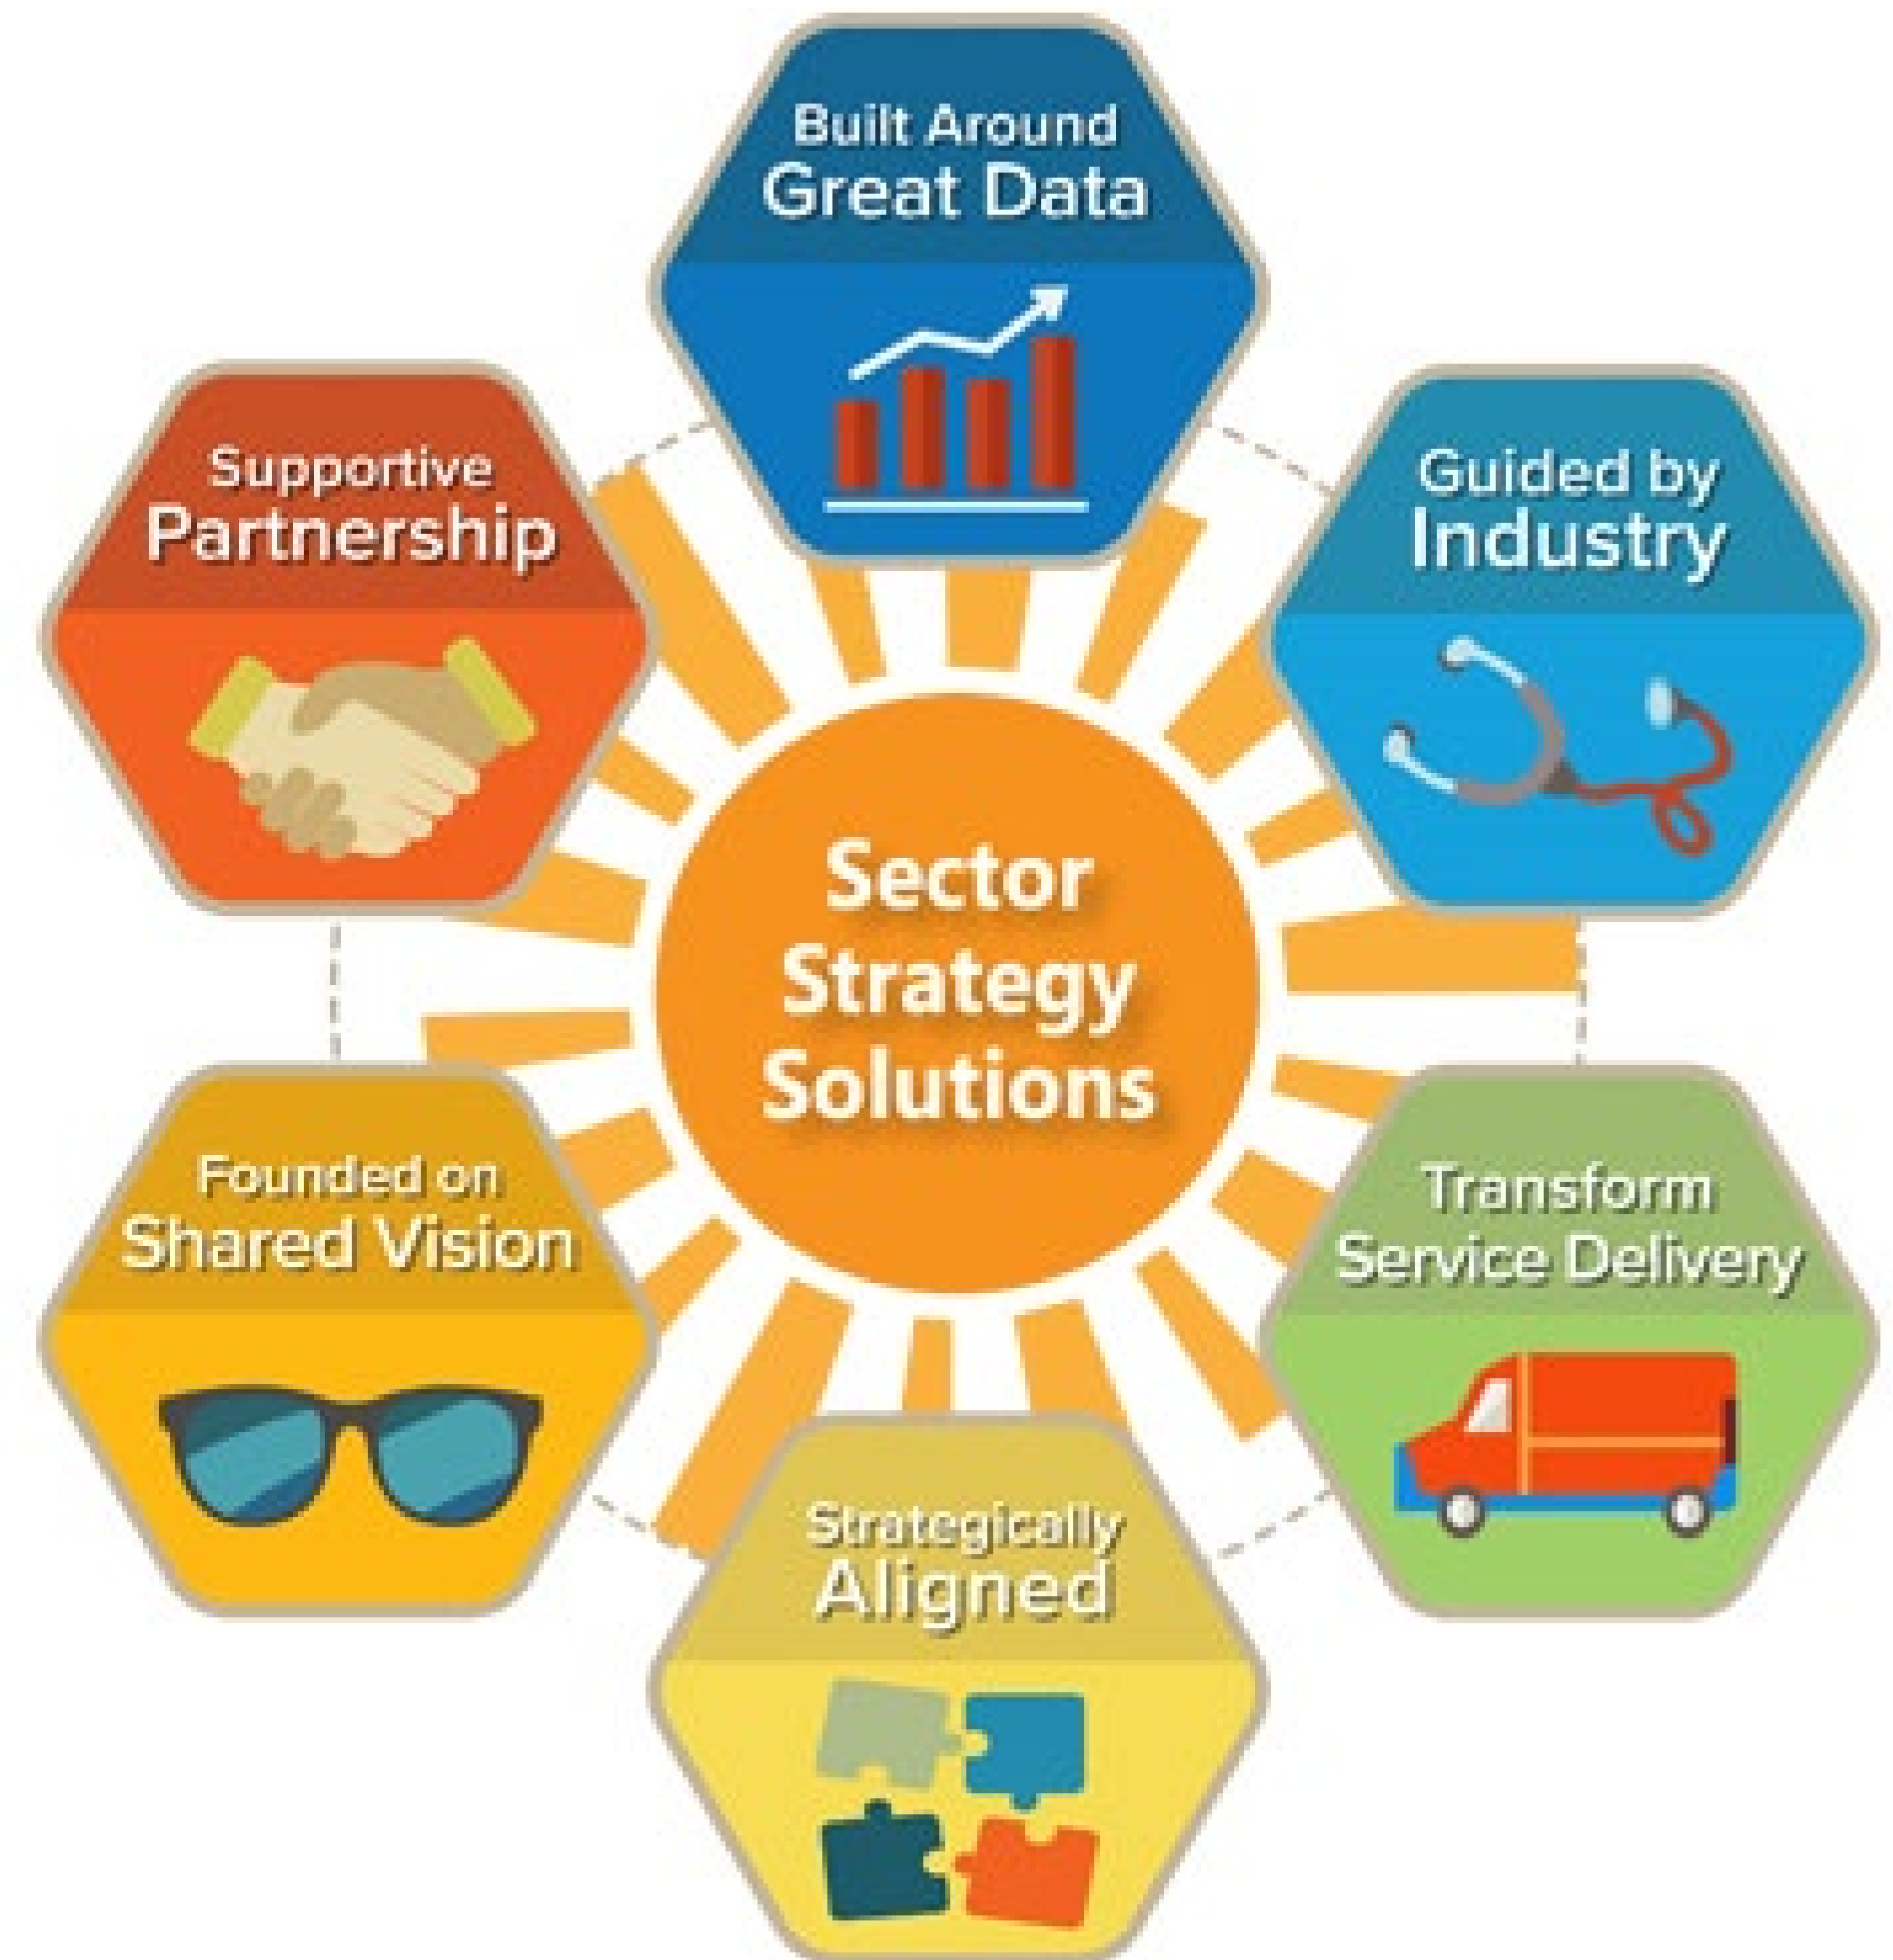 Built Around
Great Data
Supportive
Partnership
Guided by
Industry
Sector
Strategy
Solutions
Founded on
Shared Vision
Transform
Service Delivery
Strategically
Aligned